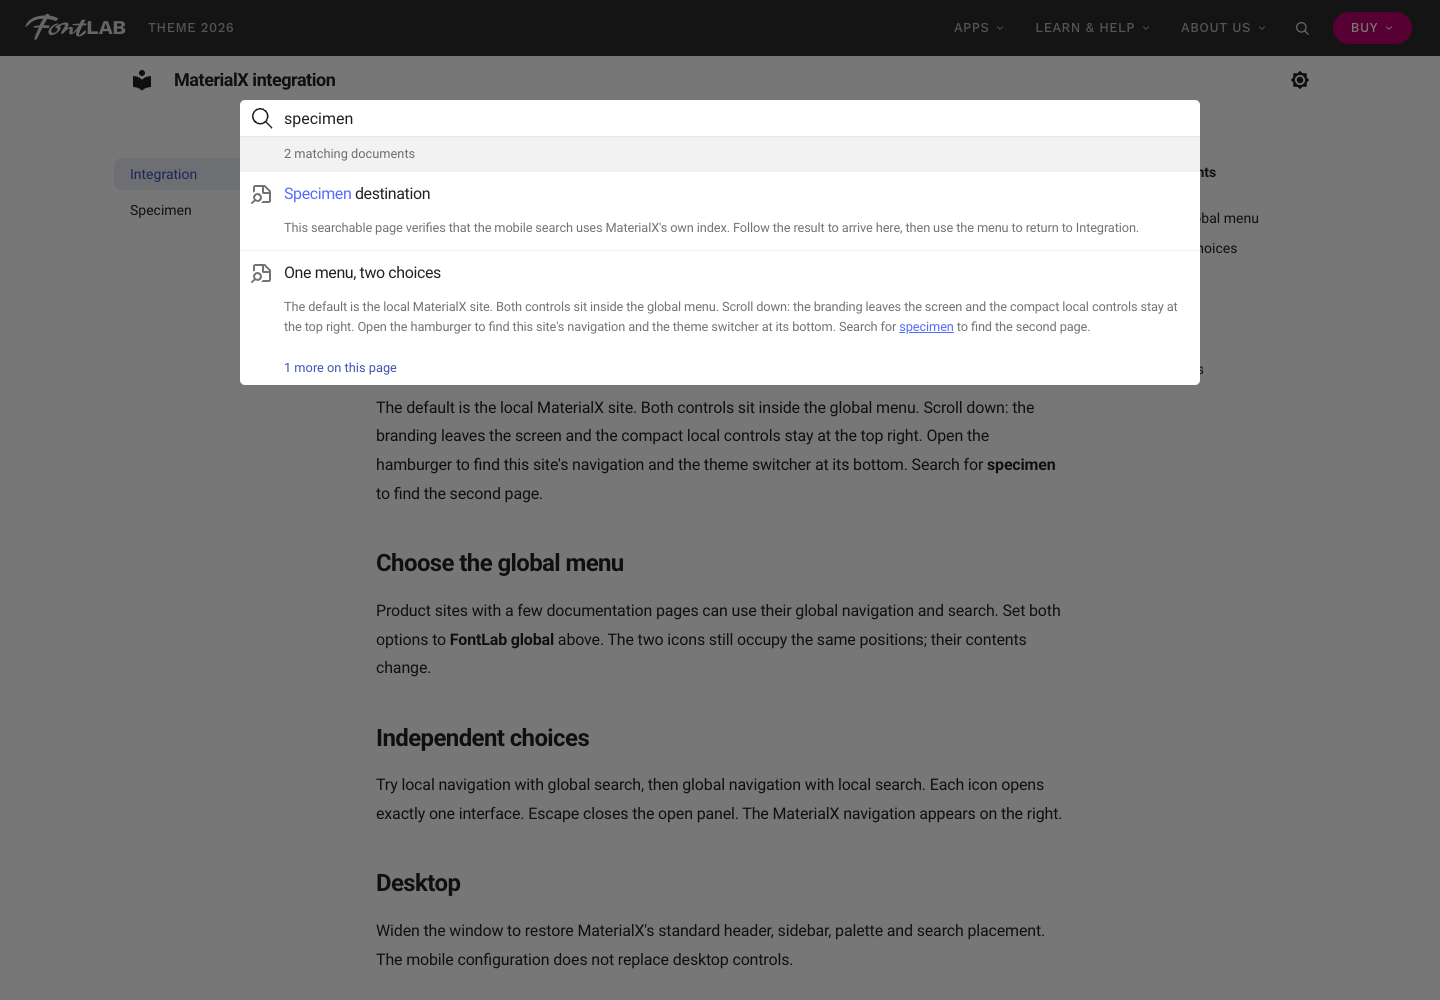 FontLAB THEME 2026 APPS LEARN & HELP ABOUT US BUY
MaterialX integration
specimen
2 matching documents
Specimen destination
This searchable page verifies that the mobile search uses MaterialX's own index. Follow the result to arrive here, then use the menu to return to Integration.
One menu, two choices
The default is the local MaterialX site. Both controls sit inside the global menu. Scroll down: the branding leaves the screen and the compact local controls stay at
the top right. Open the hamburger to find this site's navigation and the theme switcher at its bottom. Search for specimen to find the second page.
1 more on this page
Integration
Specimen
menu
The default is the local MaterialX site. Both controls sit inside the global menu. Scroll down: the
branding leaves the screen and the compact local controls stay at the top right. Open the
hamburger to find this site's navigation and the theme switcher at its bottom. Search for specimen
to find the second page.
Choose the global menu
Product sites with a few documentation pages can use their global navigation and search. Set both
options to FontLab global above. The two icons still occupy the same positions; their contents
change.
Independent choices
Try local navigation with global search, then global navigation with local search. Each icon opens
exactly one interface. Escape closes the open panel. The MaterialX navigation appears on the right.
Desktop
Widen the window to restore MaterialX's standard header, sidebar, palette and search placement.
The mobile configuration does not replace desktop controls.